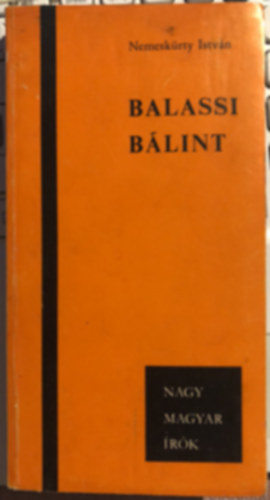 Nemeskürty István
BALASSI
BÁLINT
NAGY
MAGYAR
ÍRÓK